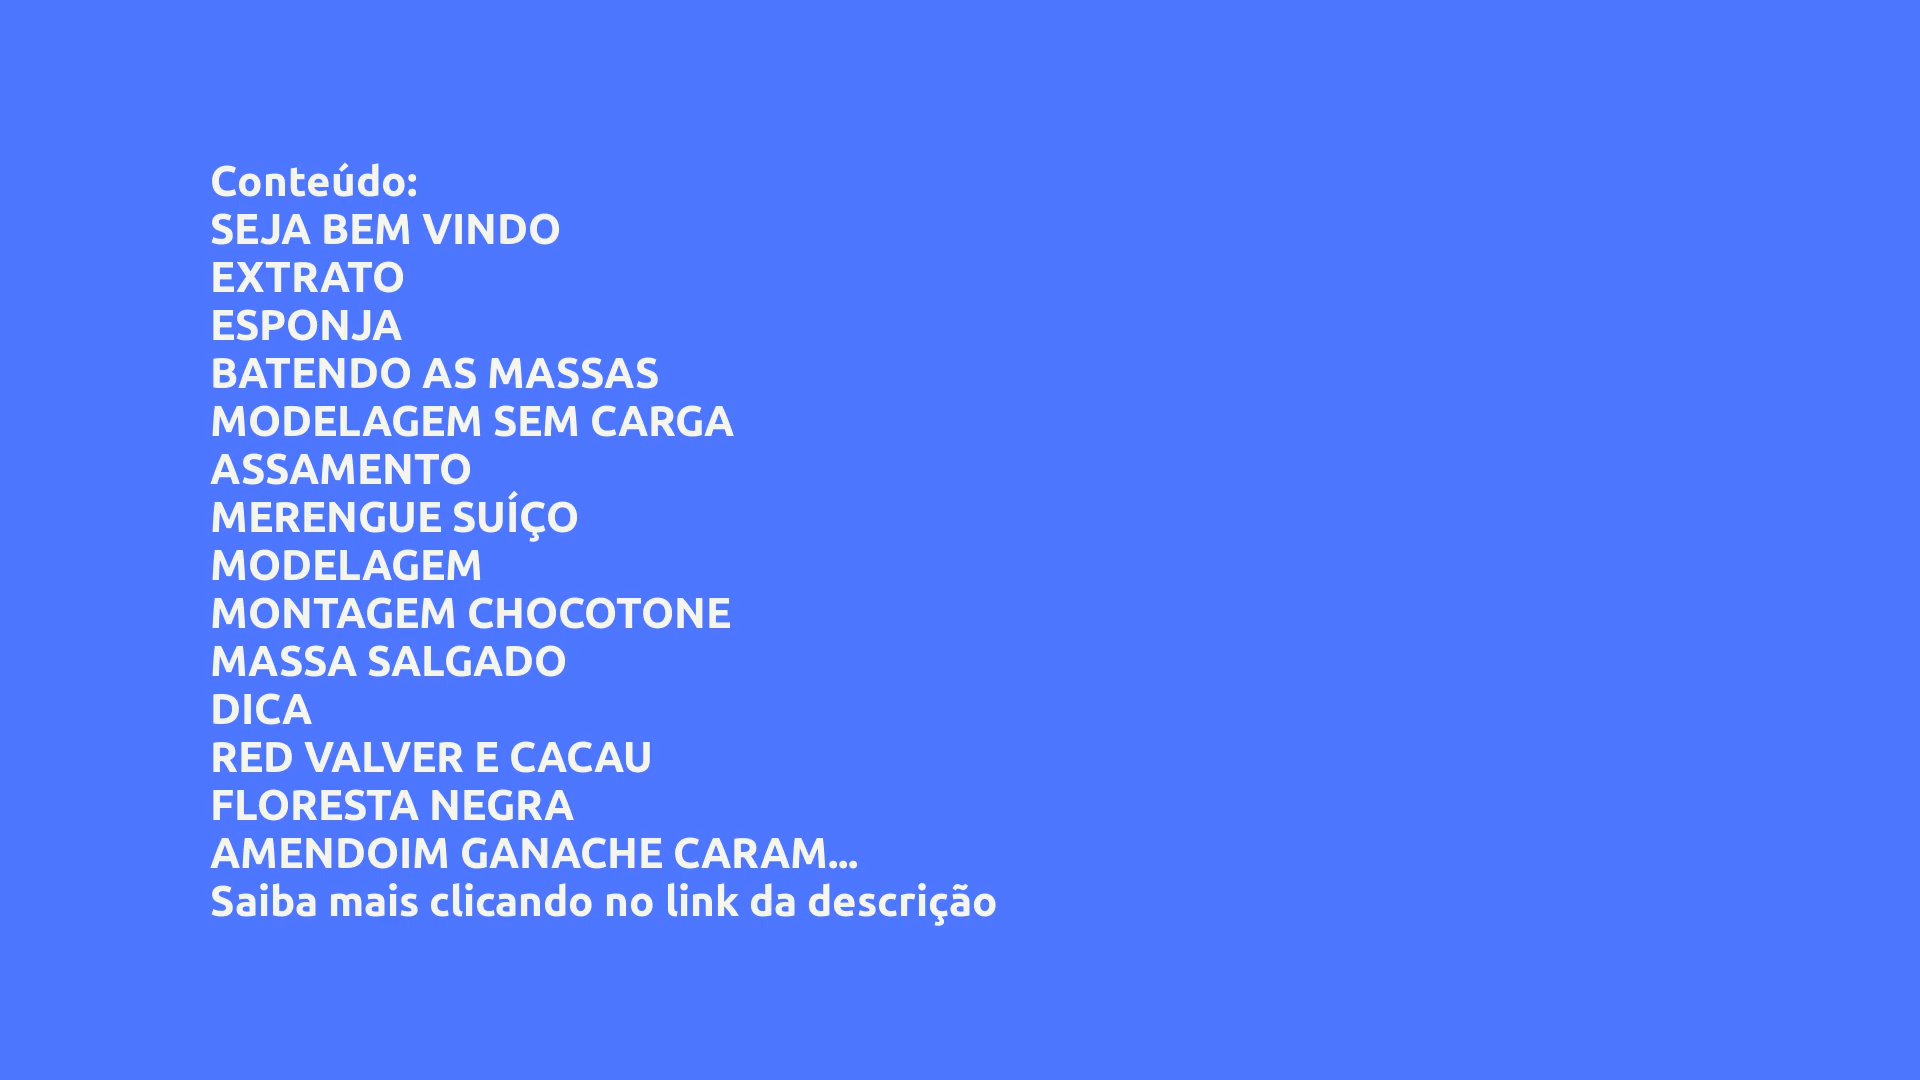 Conteúdo:
SEJA BEM VINDO
EXTRATO
ESPONJA
BATENDO AS MASSAS
MODELAGEM SEM CARGA
ASSAMENTO
MERENGUE SUÍÇO
MODELAGEM
MONTAGEM CHOCOTONE
MASSA SALGADO
DICA
RED VALVER E CACAU
FLORESTA NEGRA
AMENDOIM GANACHE CARAM...
Saiba mais clicando no link da descrição